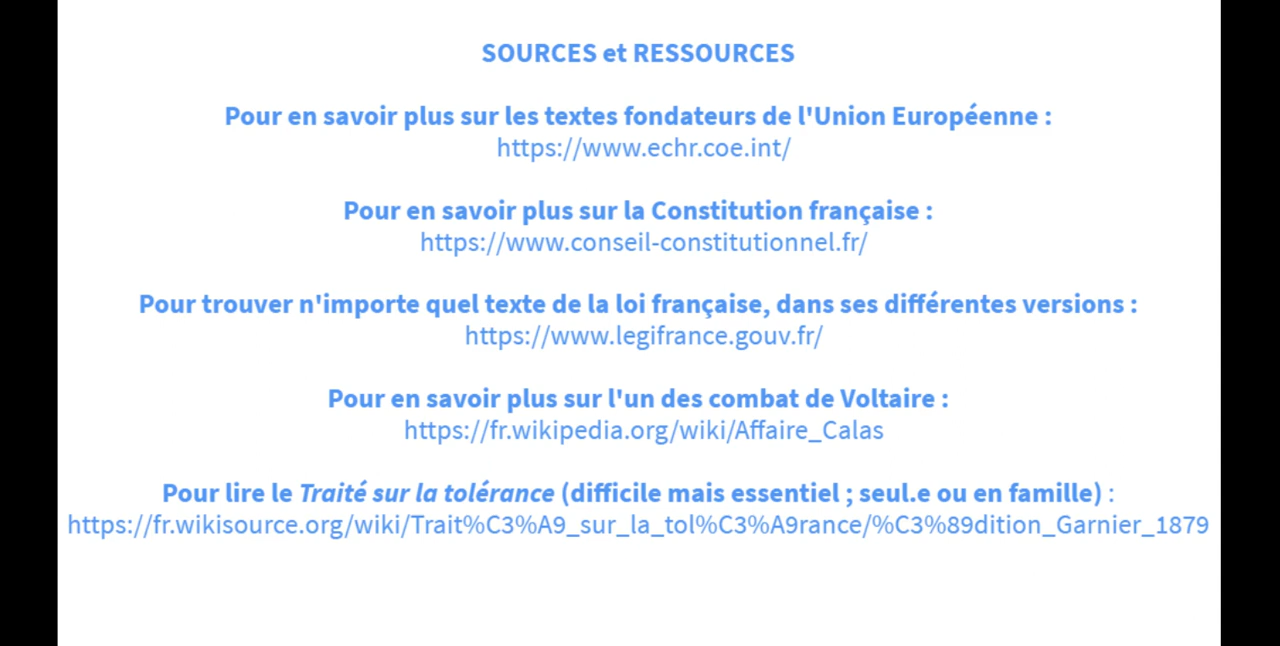 SOURCES et RESSOURCES
Pour en savoir plus sur les textes fondateurs de l'Union Européenne :
https://www.echr.coe.int/
Pour en savoir plus sur la Constitution française :
https://www.conseil-constitutionnel.fr/
Pour trouver n'importe quel texte de la loi française, dans ses différentes versions :
https://www.legifrance.gouv.fr/
Pour en savoir plus sur l'un des combat de Voltaire :
https://fr.wikipedia.org/wiki/Affaire_Calas
Pour lire le Traité sur la tolérance (difficile mais essentiel ; seul.e ou en famille) :
https://fr.wikisource.org/wiki/Trait%C3%A9_sur_la_tol%C3%A9rance/%C3%89dition_Garnier_1879